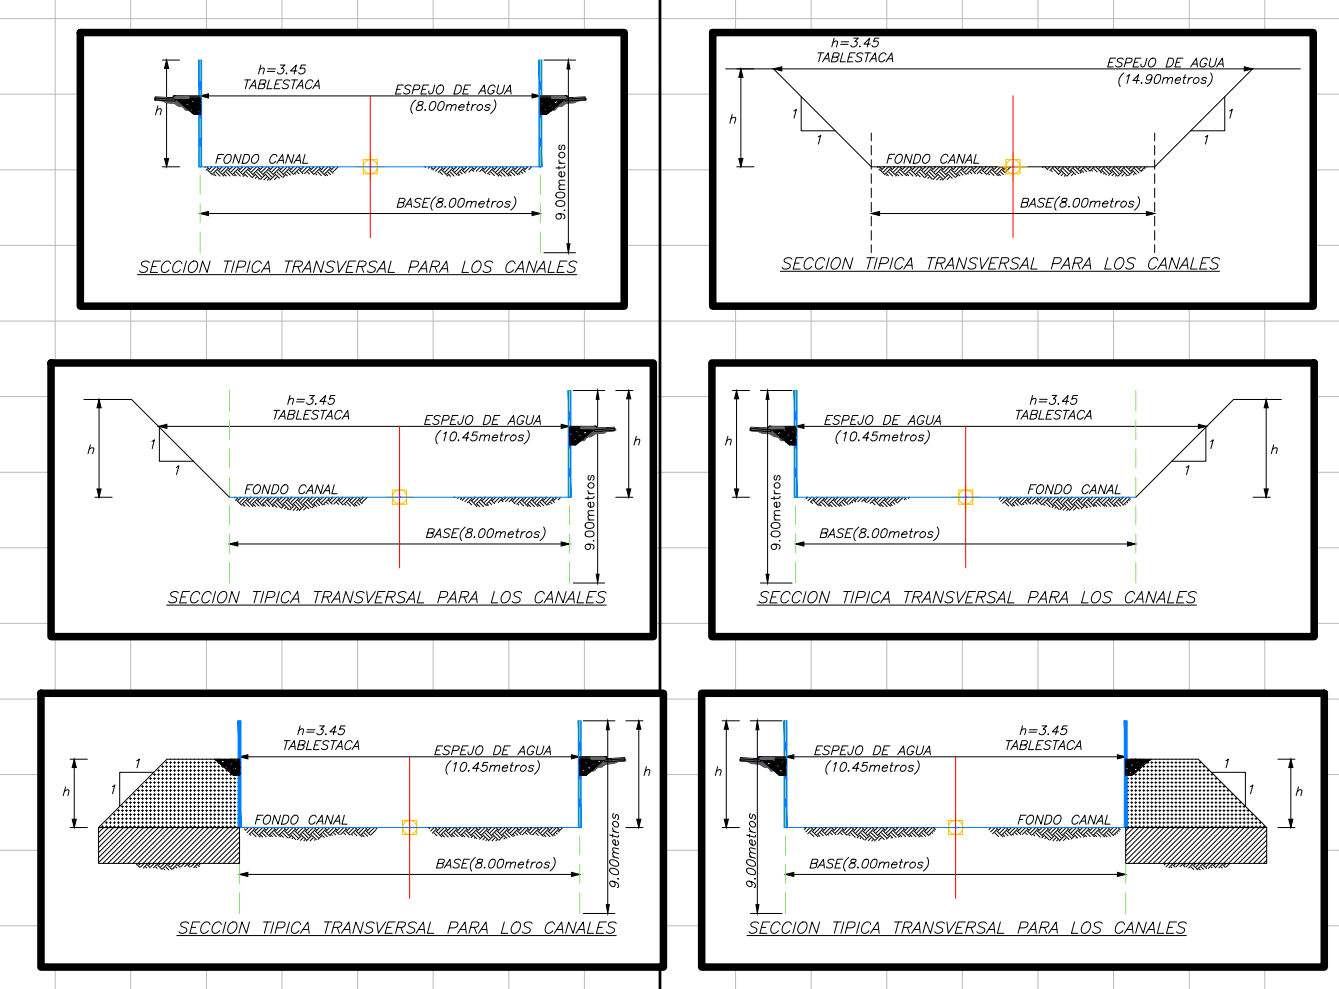 h=3.45
TABLESTACA
ESPEJO DE AGUA
(8.00metros)
h
FONDO CANAL
9.00metros
BASE(8.00metros)
SECCION TIPICA TRANSVERSAL PARA LOS CANALES
h=3.45
TABLESTACA
ESPEJO DE AGUA
(14.90metros)
h
1
1
1
1
FONDO CANAL
BASE(8.00metros)
SECCION TIPICA TRANSVERSAL PARA LOS CANALES
h=3.45
TABLESTACA
ESPEJO DE AGUA
(10.45metros)
h
1
1
h
FONDO CANAL
9.00metros
BASE(8.00metros)
SECCION TIPICA TRANSVERSAL PARA LOS CANALES
h=3.45
TABLESTACA
ESPEJO DE AGUA
(10.45metros)
h
1
1
h
FONDO CANAL
9.00metros
BASE(8.00metros)
SECCION TIPICA TRANSVERSAL PARA LOS CANALES
h=3.45
TABLESTACA
ESPEJO DE AGUA
(10.45metros)
1
1
h
h
FONDO CANAL
9.00metros
BASE(8.00metros)
SECCION TIPICA TRANSVERSAL PARA LOS CANALES
h=3.45
TABLESTACA
ESPEJO DE AGUA
(10.45metros)
h
1
1
h
FONDO CANAL
9.00metros
BASE(8.00metros)
SECCION TIPICA TRANSVERSAL PARA LOS CANALES